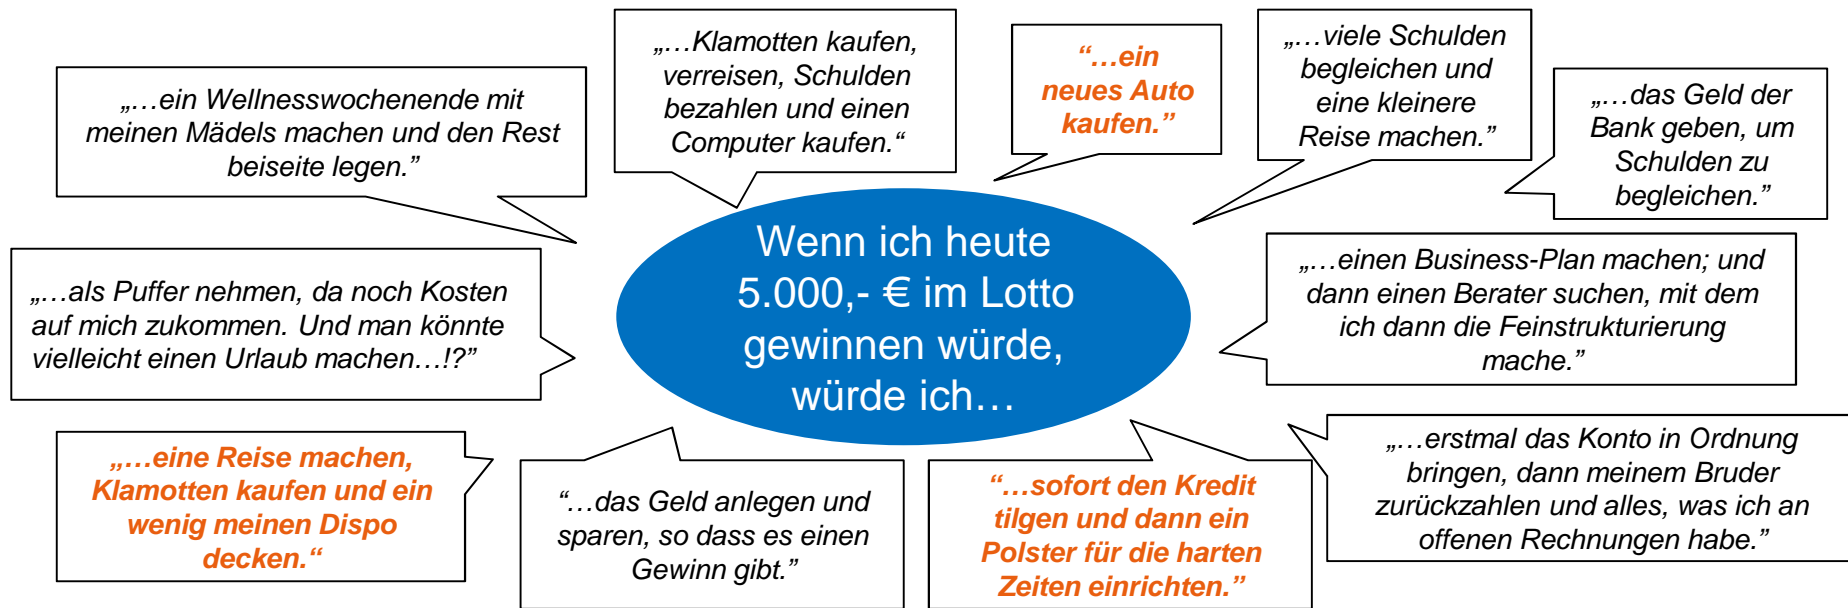 „…ein Wellnesswochenende mit
meinen Mädels machen und den Rest
beiseite legen.”
„…Klamotten kaufen,
verreisen, Schulden
bezahlen und einen
Computer kaufen.“
“…ein
neues Auto
kaufen.”
„…viele Schulden
begleichen und
eine kleinere
Reise machen.”
„…das Geld der
Bank geben, um
Schulden zu
begleichen.”
Wenn ich heute
5.000,- € im Lotto
gewinnen würde,
würde ich…
„…als Puffer nehmen, da noch Kosten
auf mich zukommen. Und man könnte
vielleicht einen Urlaub machen…!?”
„…einen Business-Plan machen; und
dann einen Berater suchen, mit dem
ich dann die Feinstrukturierung
mache.”
„…eine Reise machen,
Klamotten kaufen und ein
wenig meinen Dispo
decken.“
“…das Geld anlegen und
sparen, so dass es einen
Gewinn gibt.”
“…sofort den Kredit
tilgen und dann ein
Polster für die harten
Zeiten einrichten.”
„…erstmal das Konto in Ordnung
bringen, dann meinem Bruder
zurückzahlen und alles, was ich an
offenen Rechnungen habe.”